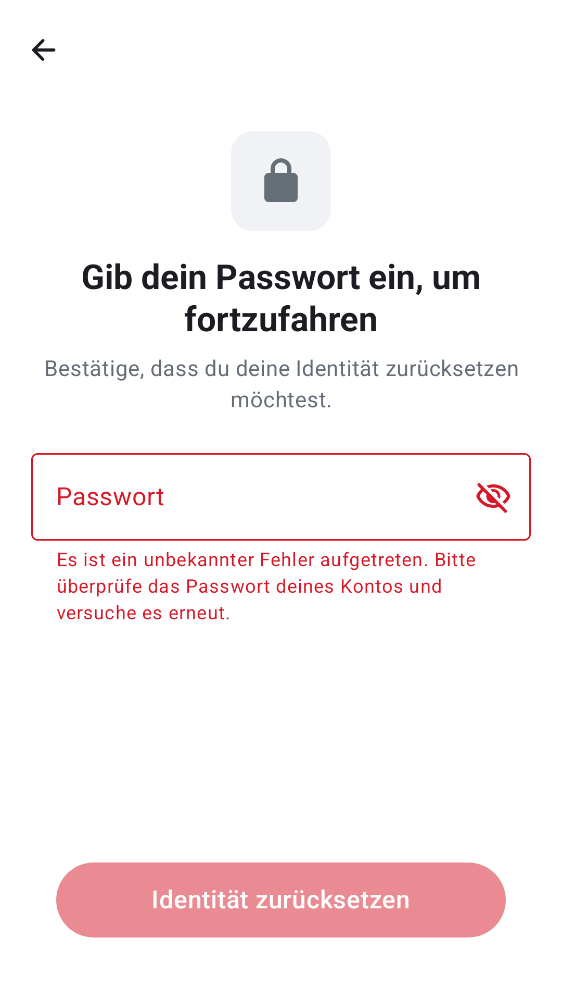 Gib dein Passwort ein, um
fortzufahren
Bestätige, dass du deine Identität zurücksetzen
möchtest.
Passwort
Es ist ein unbekannter Fehler aufgetreten. Bitte
überprüfe das Passwort deines Kontos und
versuche es erneut.
Identität zurücksetzen